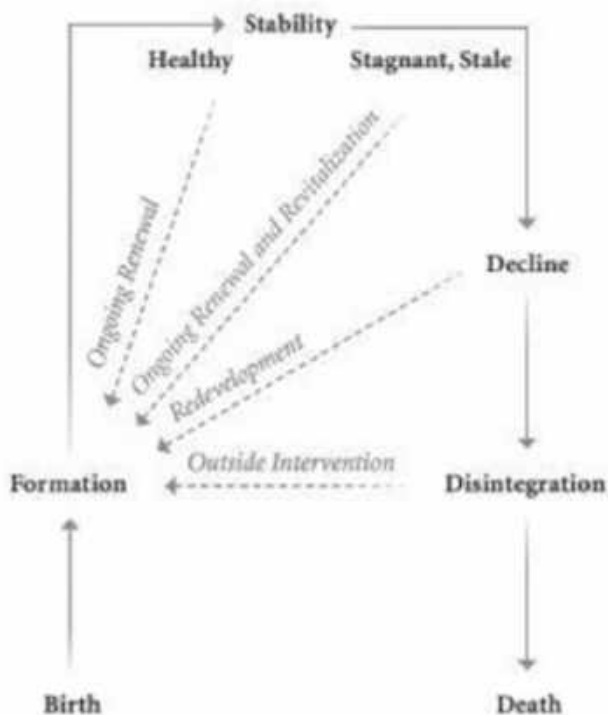 Stability
Healthy
Stagnant, Stale
Ongoing Renewal
Ongoing Renewal and Revitalization
Decline
Redevelopment
Outside Intervention
Formation
Disintegration
Birth
Death